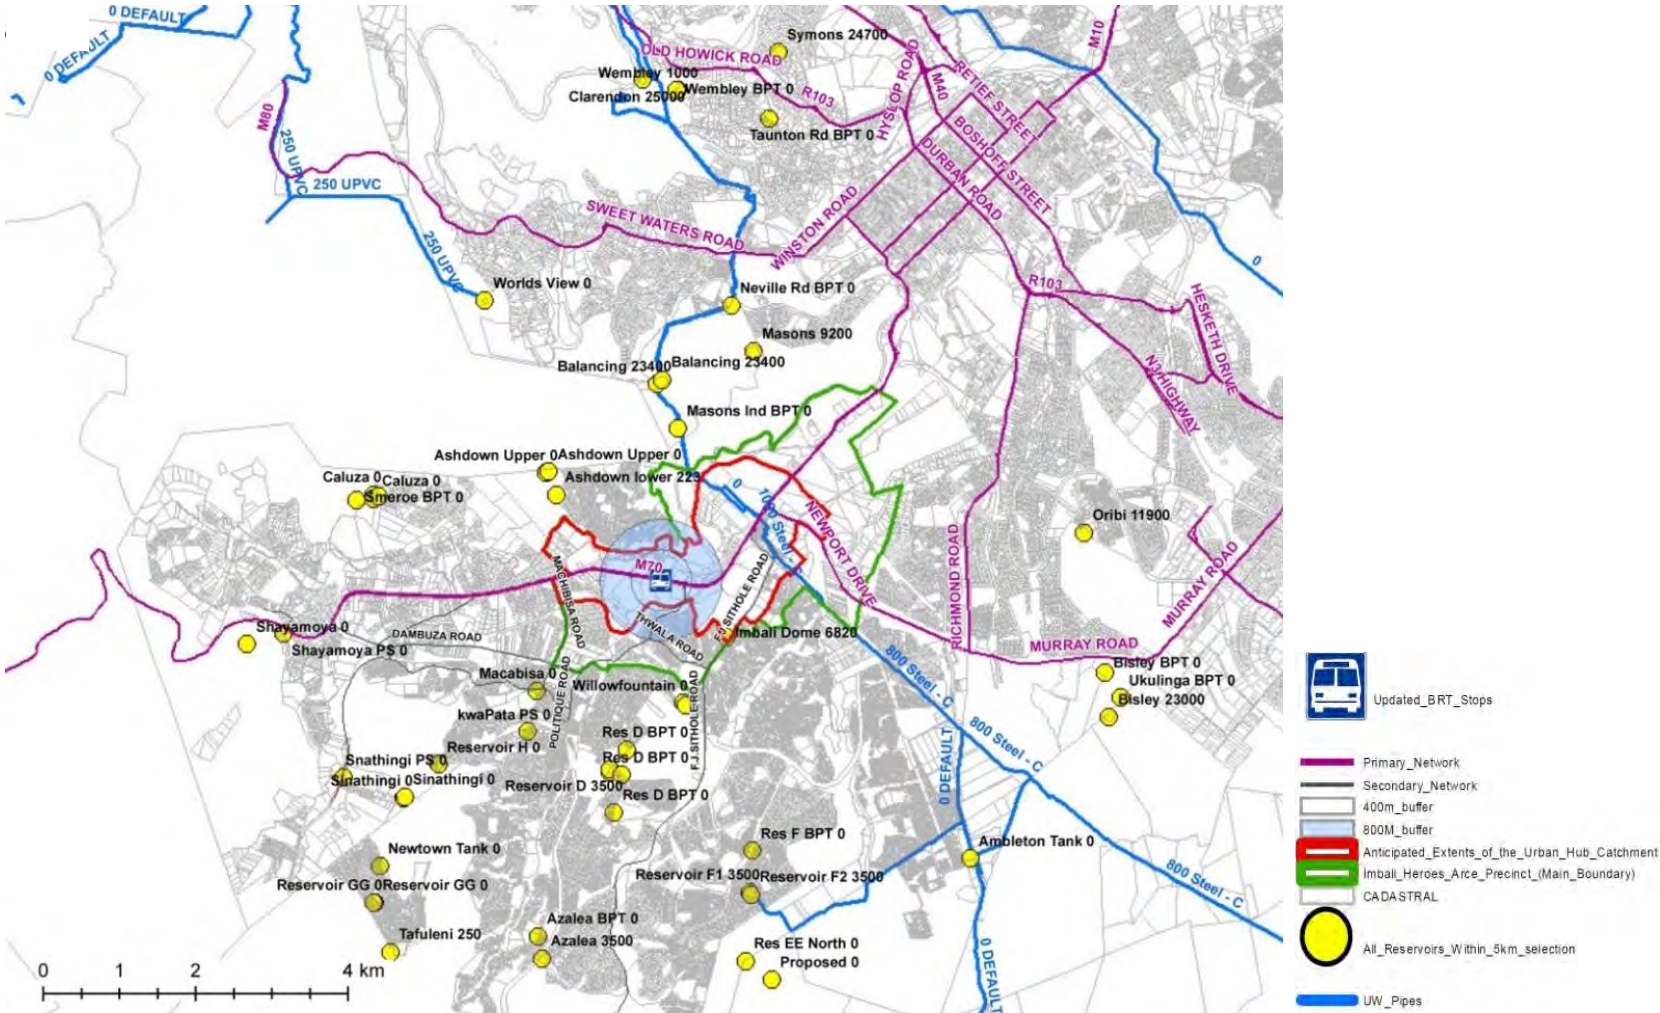 0 DEFAULT
0 DEFAULT
M10
Symons 24700
OLD HOWICK ROAD
HYSLOP ROAD
RETIEF STREET
M40
Wembley 1000
Wembley BPT 0
Clarendon 25000
R103
M80
Taunton Rd BPT 0
BOSHOFF STREET
DURBAN ROAD
250 UPVC
250 UPVC
SWEET WATERS ROAD
WINSTON ROAD
250 UPVC
0
Worlds View 0
Neville Rd BPT 0
R103
HESKETH DRIVE
Masons 9200
Balancing 23400
Balancing 23400
N3/HIGHWAY
Masons Ind BPT 0
Ashdown Upper 0
Ashdown Upper 0
Ashdown lower 223
Caluza 0
Caluza 0
Smeroe BPT 0
0
1000 Steel -
NEWPORT DRIVE
Oribi 11900
M70
MACHIBISA ROAD
F.J.SITHOLE ROAD
RICHMOND ROAD
MURRAY ROAD
Shayamoya 0
DAMBUZA ROAD
THWALA ROAD
Imbali Dome 6820
Shayamoya PS 0
MURRAY ROAD
800 Steel - C
Macabisa 0
POLITIQUE ROAD
Willowfountain 0
F.J.SITHOLE ROAD
Bisley BPT 0
Ukulinga BPT 0
Bisley 23000
kwaPata PS 0
Res D BPT 0
800 Steel - C
Reservoir H 0
Snathingi PS 0
Res D BPT 0
0 DEFAULT
Sinathingi 0
Sinathingi 0
Reservoir D 3500
Res D BPT 0
Res F BPT 0
Ambleton Tank 0
Newtown Tank 0
Reservoir F1 3500
Reservoir F2 3500
800 Steel - C
Reservoir GG 0
Reservoir GG 0
Azalea BPT 0
Tafuleni 250
Azalea 3500
Res EE North 0
Proposed 0
0 DEFAULT
0 1 2 4 km
Updated_BRT_Stops
Primary_Network
Secondary_Network
400m_buffer
800M_buffer
Anticipated_Extents_of_the_Urban_Hub_Catchment
Imbali_Heroes_Arce_Precinct_(Main_Boundary)
CADASTRAL
All_Reservoirs_Within_5km_selection
UW_Pipes